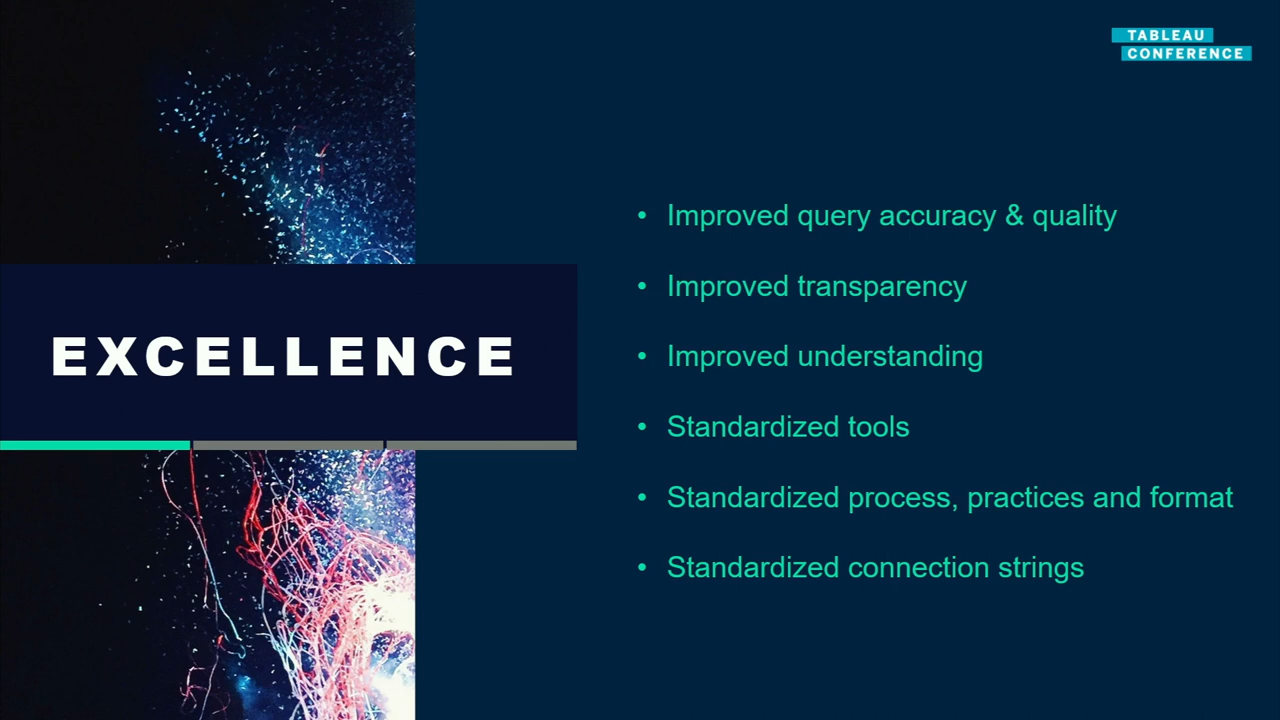 TABLEAU
CONFERENCE
EXCELLENCE
• Improved query accuracy & quality
• Improved transparency
• Improved understanding
• Standardized tools
• Standardized process, practices and format
• Standardized connection strings